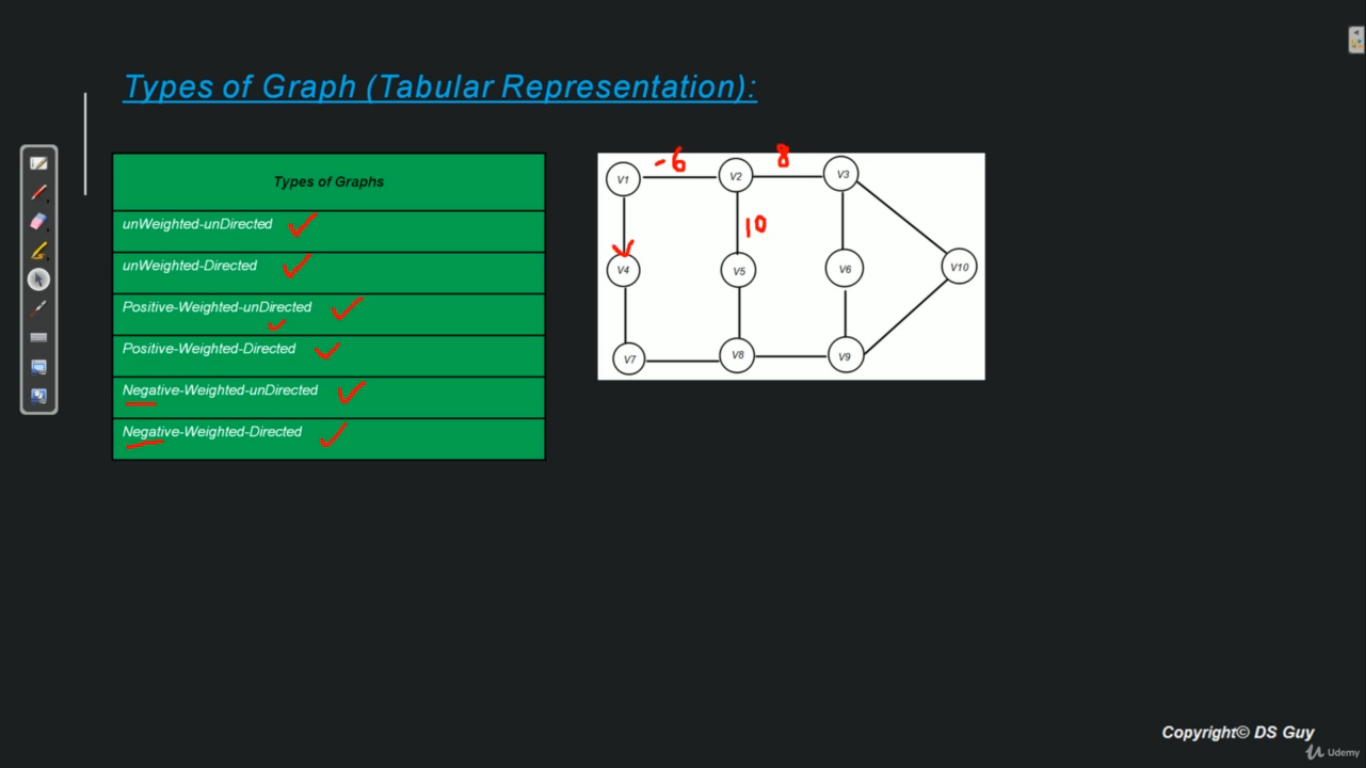 Types of Graph (Tabular Representation):
Types of Graphs
unWeighted-unDirected
unWeighted-Directed
Positive-Weighted-unDirected
Positive-Weighted-Directed
Negative-Weighted-unDirected
Negative-Weighted-Directed
-6 8
V1 V2 V3
10
V4 V5 V6 V10
V7 V8 V9
Copyright© DS Guy
Udemy